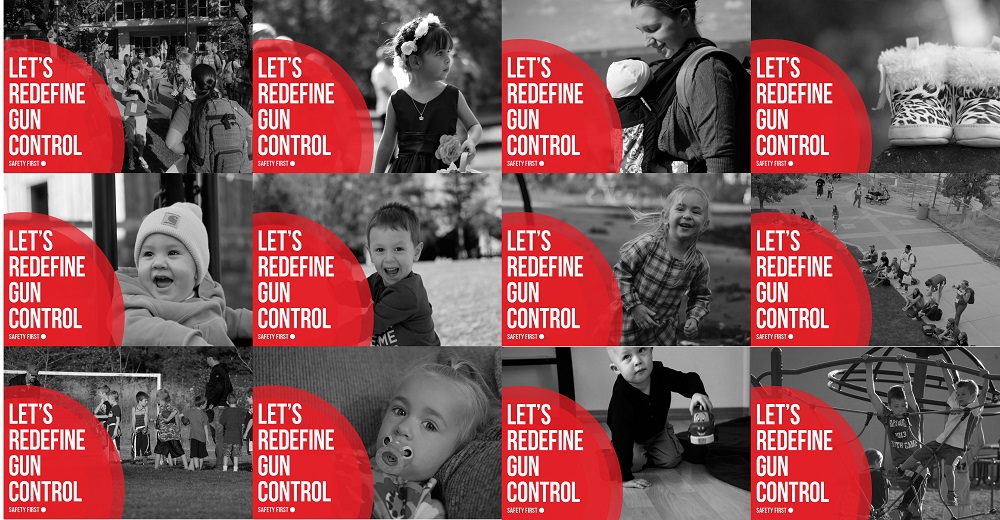 LET'S
REDEFINE
GUN
CONTROL
SAFETY FIRST
LET'S
REDEFINE
GUN
CONTROL
SAFETY FIRST
LET'S
REDEFINE
GUN
CONTROL
SAFETY FIRST
LET'S
REDEFINE
GUN
CONTROL
SAFETY FIRST
LET'S
REDEFINE
GUN
CONTROL
SAFETY FIRST
LET'S
REDEFINE
GUN
CONTROL
SAFETY FIRST
ME
LET'S
REDEFINE
GUN
CONTROL
SAFETY FIRST
LET'S
REDEFINE
GUN
CONTROL
SAFETY FIRST
LET'S
REDEFINE
GUN
CONTROL
SAFETY FIRST
LET'S
REDEFINE
GUN
CONTROL
SAFETY FIRST
LET'S
REDEFINE
GUN
CONTROL
SAFETY FIRST
LET'S
REDEFINE
GUN
CONTROL
SAFETY FIRST